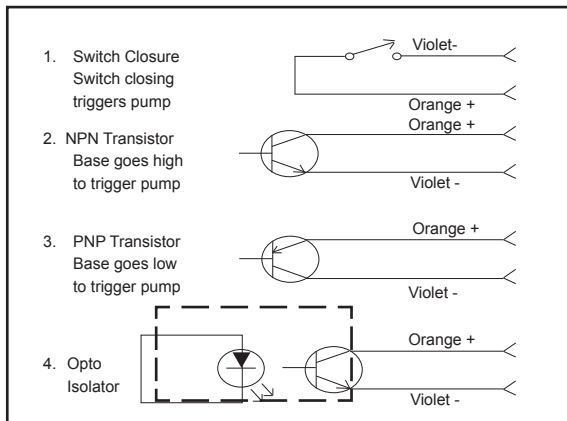 1. Switch Closure
Switch closing
triggers pump
Violet-
Orange +
2. NPN Transistor
Base goes high
to trigger pump
Orange +
Violet -
3. PNP Transistor
Base goes low
to trigger pump
Orange +
Violet -
4. Opto
Isolator
Orange +
Violet -